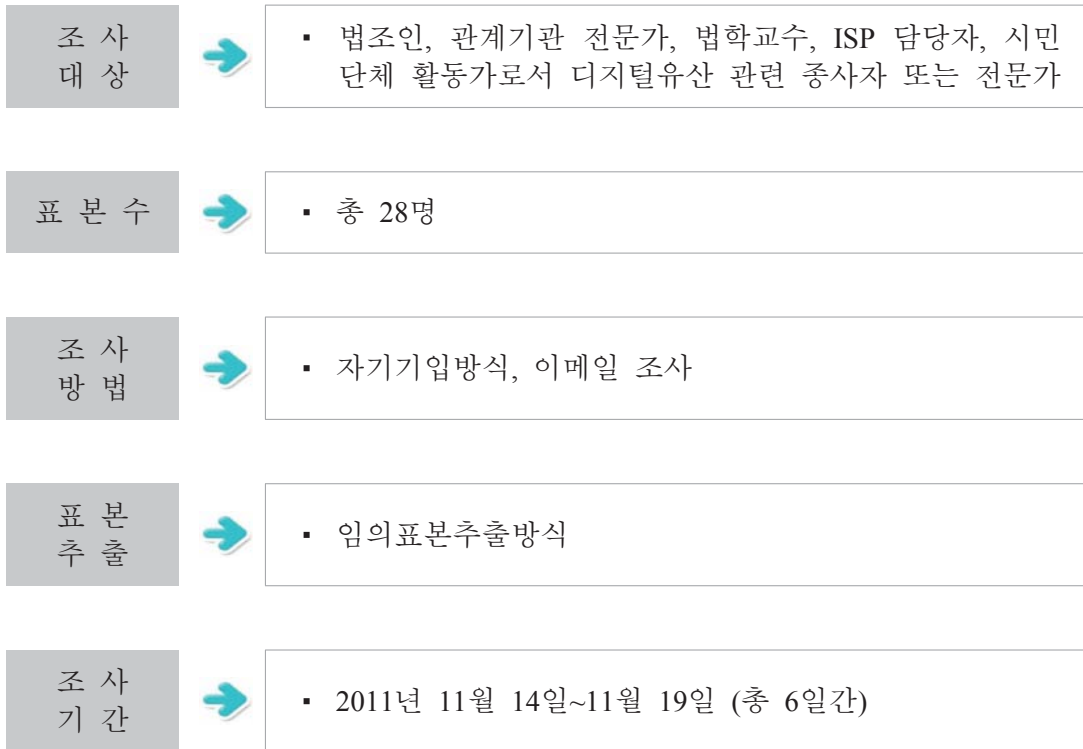 조 사
대 상
▪ 법조인, 관계기관 전문가, 법학교수, ISP 담당자, 시민
단체 활동가로서 디지털유산 관련 종사자 또는 전문가
표 본 수
▪ 총 28명
조 사
방 법
▪ 자기기입방식, 이메일 조사
표 본
추 출
▪ 임의표본추출방식
조 사
기 간
▪ 2011년 11월 14일~11월 19일 (총 6일간)